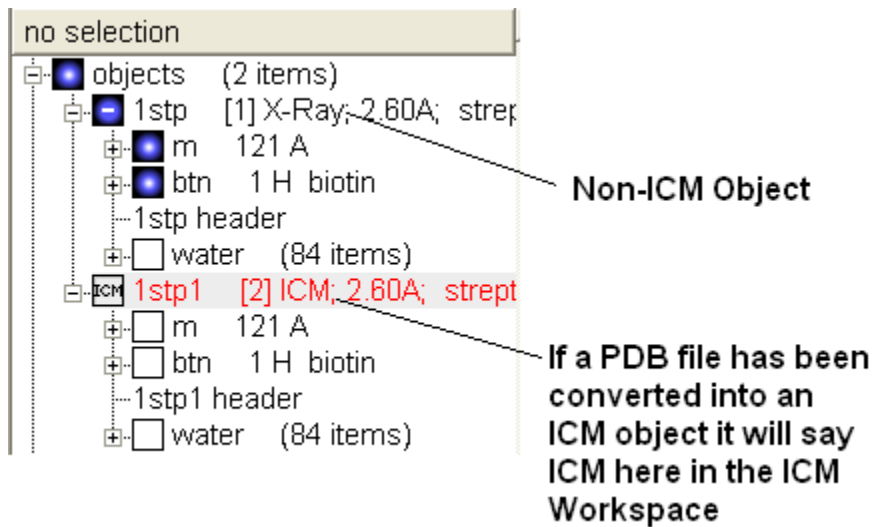 no selection
objects (2 items)
1stp [1] X-Ray; 2.60A; strep
m 121 A
btn 1 H biotin
1stp header
water (84 items)
ICM 1stp1 [2] ICM; 2.60A; strept
m 121 A
btn 1 H biotin
1stp1 header
water (84 items)
Non-ICM Object
If a PDB file has been
converted into an
ICM object it will say
ICM here in the ICM
Workspace